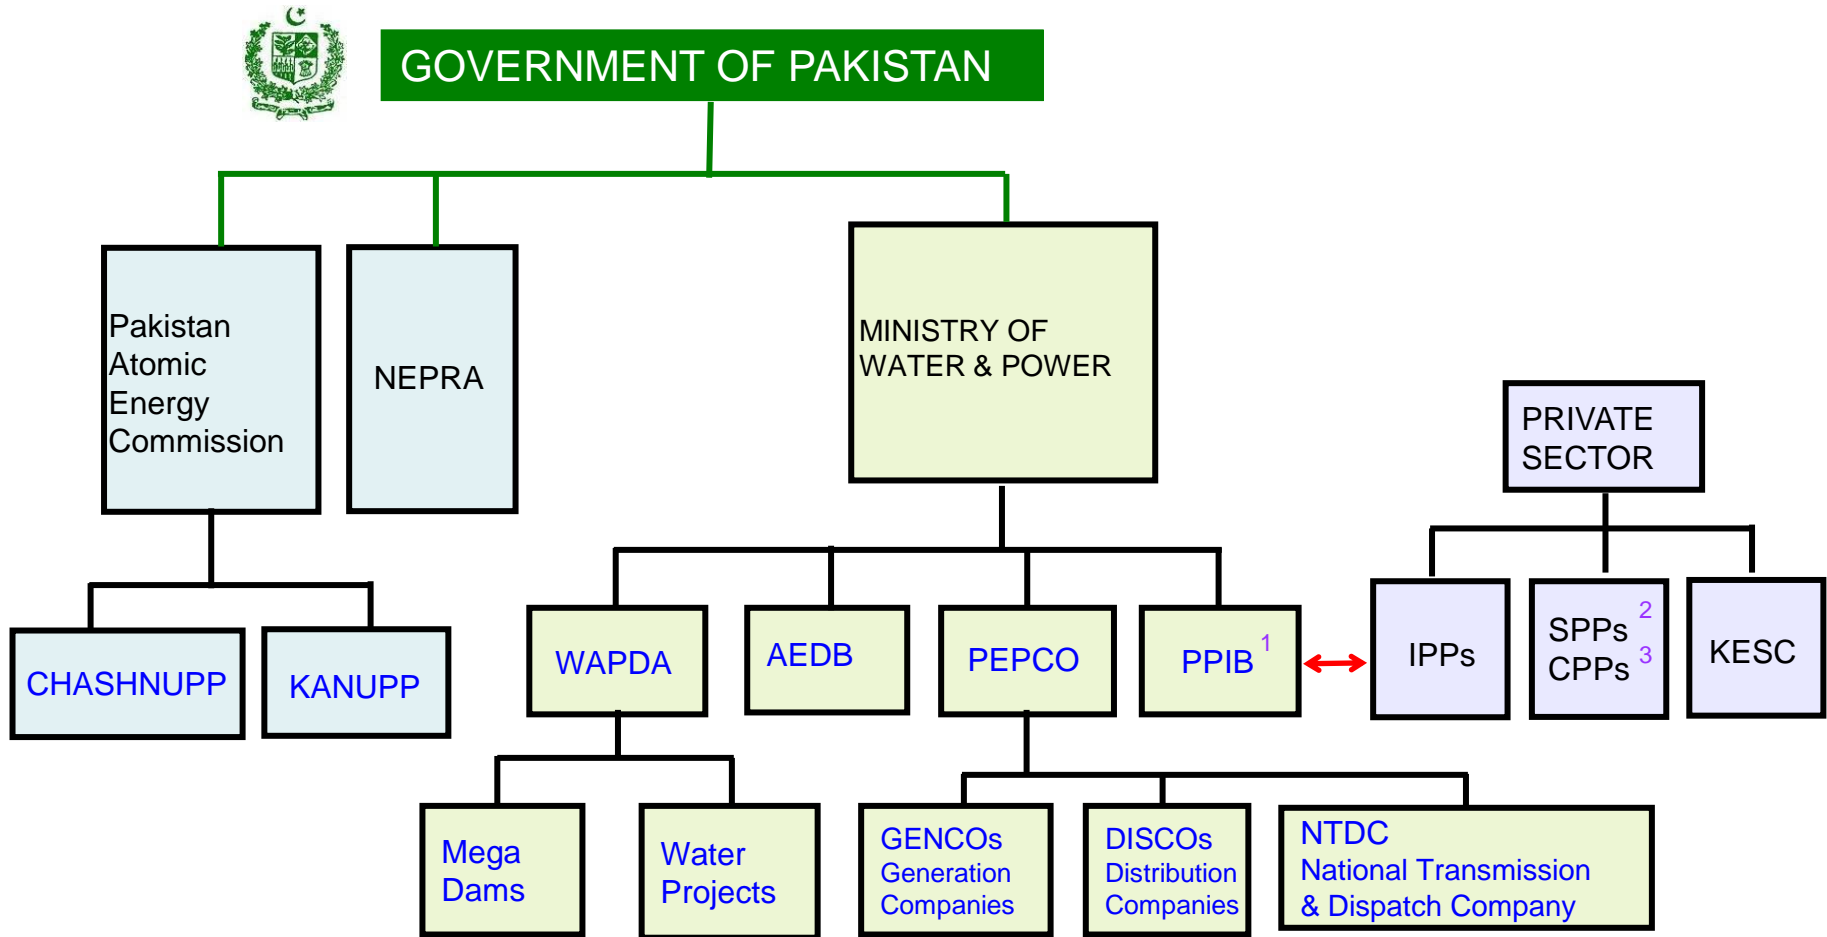 GOVERNMENT OF PAKISTAN
Pakistan
Atomic
Energy
Commission
NEPRA
MINISTRY OF
WATER & POWER
PRIVATE
SECTOR
CHASHNUPP
KANUPP
WAPDA
AEDB
PEPCO
PPIB 1
IPPs
SPPs 2
CPPs 3
KESC
Mega
Dams
Water
Projects
GENCOs
Generation
Companies
DISCOs
Distribution
Companies
NTDC
National Transmission
& Dispatch Company